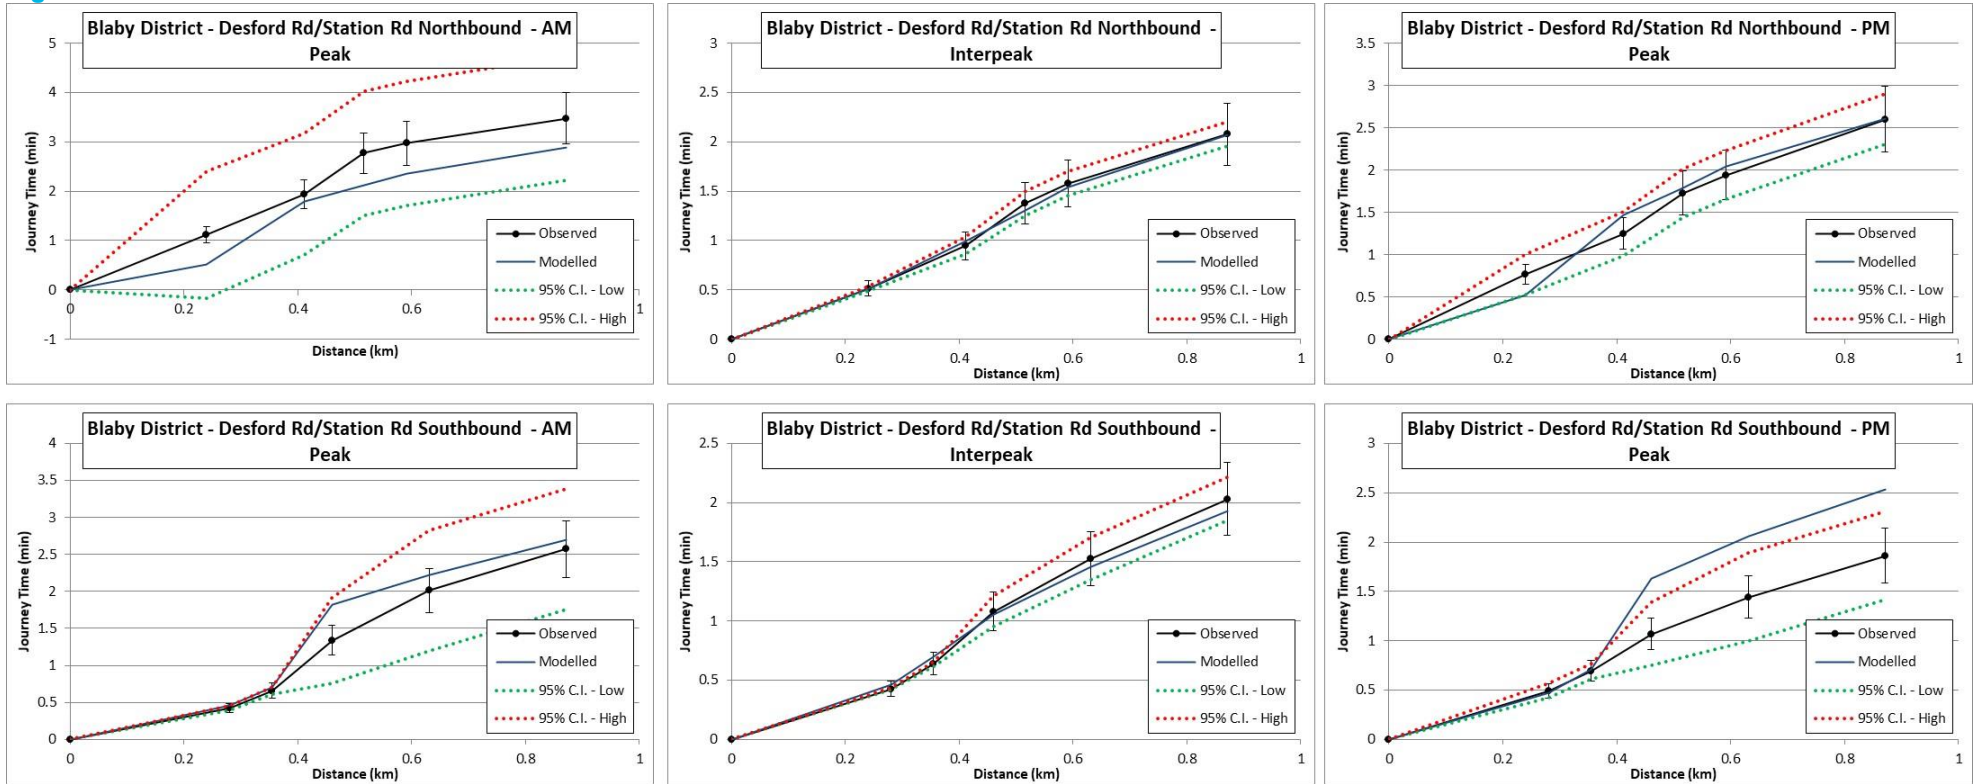 Blaby District - Desford Rd/Station Rd Northbound - AM
Peak
5
4
3
2
1
0
-1
0
0.2
0.4
0.6
1
Journey Time (min)
Distance (km)
Observed
Modelled
95% C.I. - Low
95% C.I. - High
Blaby District - Desford Rd/Station Rd Northbound -
Interpeak
3
2.5
2
1.5
1
0.5
0
0
0.2
0.4
0.6
0.8
1
Journey Time (min)
Distance (km)
Observed
Modelled
95% C.I. - Low
95% C.I. - High
Blaby District - Desford Rd/Station Rd Northbound - PM
Peak
3.5
3
2.5
2
1.5
1
0.5
0
0
0.2
0.4
0.6
0.8
1
Journey Time (min)
Distance (km)
Observed
Modelled
95% C.I. - Low
95% C.I. - High
Blaby District - Desford Rd/Station Rd Southbound - AM
Peak
4
3.5
3
2.5
2
1.5
1
0.5
0
0
0.2
0.4
0.6
0.8
1
Journey Time (min)
Distance (km)
Observed
Modelled
95% C.I. - Low
95% C.I. - High
Blaby District - Desford Rd/Station Rd Southbound -
Interpeak
2.5
2
1.5
1
0.5
0
0
0.2
0.4
0.6
0.8
1
Journey Time (min)
Distance (km)
Observed
Modelled
95% C.I. - Low
95% C.I. - High
Blaby District - Desford Rd/Station Rd Southbound - PM
Peak
3
2.5
2
1.5
1
0.5
0
0
0.2
0.4
0.6
0.8
1
Journey Time (min)
Distance (km)
Observed
Modelled
95% C.I. - Low
95% C.I. - High